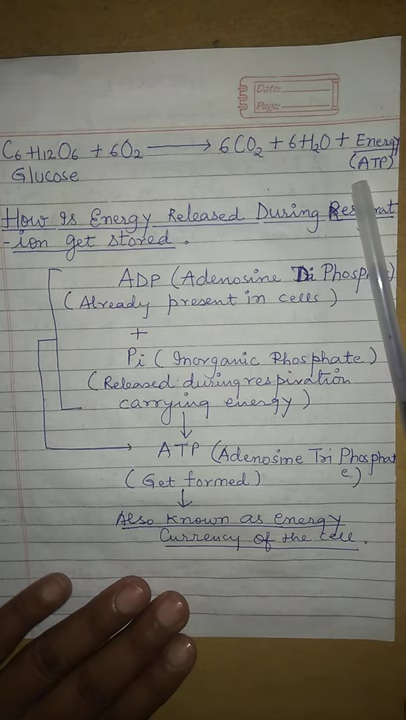 Date:
Page:
C6H12O6 + 6O2 ⟶ 6CO2 + 6H2O + Energy
(ATP)
Glucose
How Is Energy Released During Respirat
-ion get stored.
ADP (Adenosine Di Phosph
(Already present in cells)
+
Pi (Inorganic Phosphate)
(Released during respiration
carrying energy)
ATP (Adenosine Tri Phosphat
(Get formed) e)
Also known as energy
Currency of the cell.